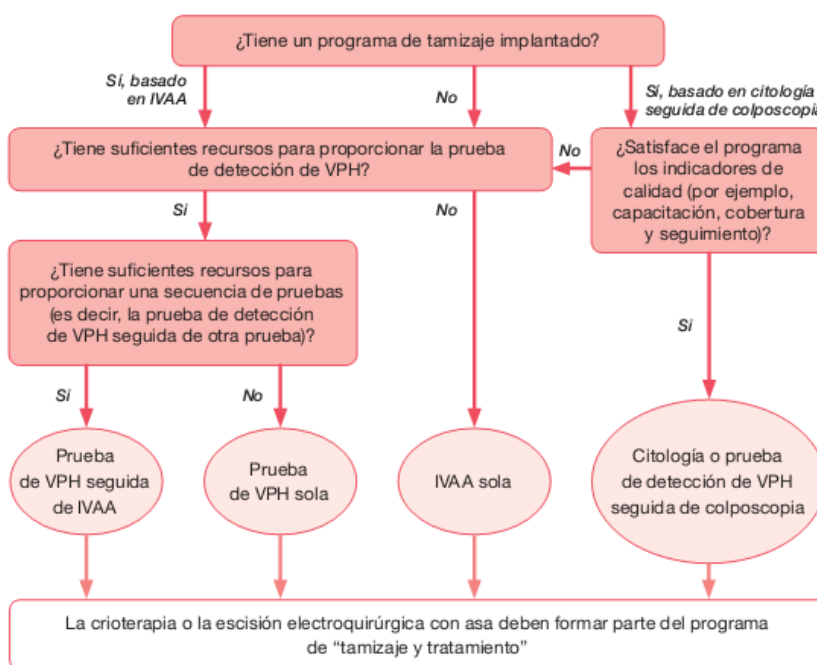 ¿Tiene un programa de tamizaje implantado?
Sí, basado
en IVAA
No
Sí, basado en citología
seguida de colposcopía
¿Tiene suficientes recursos para proporcionar la prueba
de detección de VPH?
No
¿Satisface el programa
los indicadores de
calidad (por ejemplo,
capacitación, cobertura
y seguimiento)?
Sí
No
¿Tiene suficientes recursos para
proporcionar una secuencia de pruebas
(es decir, la prueba de detección
de VPH seguida de otra prueba)?
Sí
Sí
No
Prueba
de VPH seguida
de IVAA
Prueba
de VPH sola
IVAA sola
Citología o prueba
de detección de VPH
seguida de colposcopia
La crioterapia o la escisión electroquirúrgica con asa deben formar parte del programa
de “tamizaje y tratamiento”